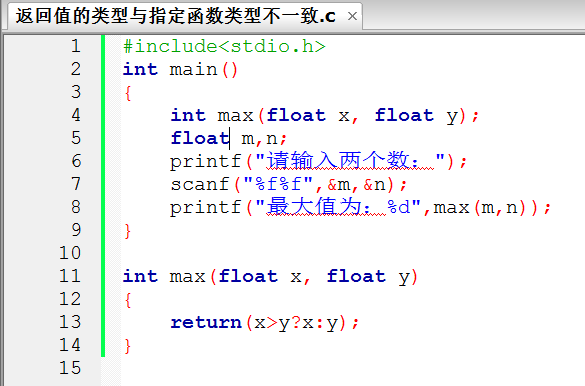 返回值的类型与指定函数类型不一致.c ×
1 #include<stdio.h>
2 int main()
3 {
4     int max(float x, float y);
5     float m,n;
6     printf("请输入两个数：");
7     scanf("%f%f",&m,&n);
8     printf("最大值为：%d",max(m,n));
9 }
10
11 int max(float x, float y)
12 {
13     return(x>y?x:y);
14 }
15